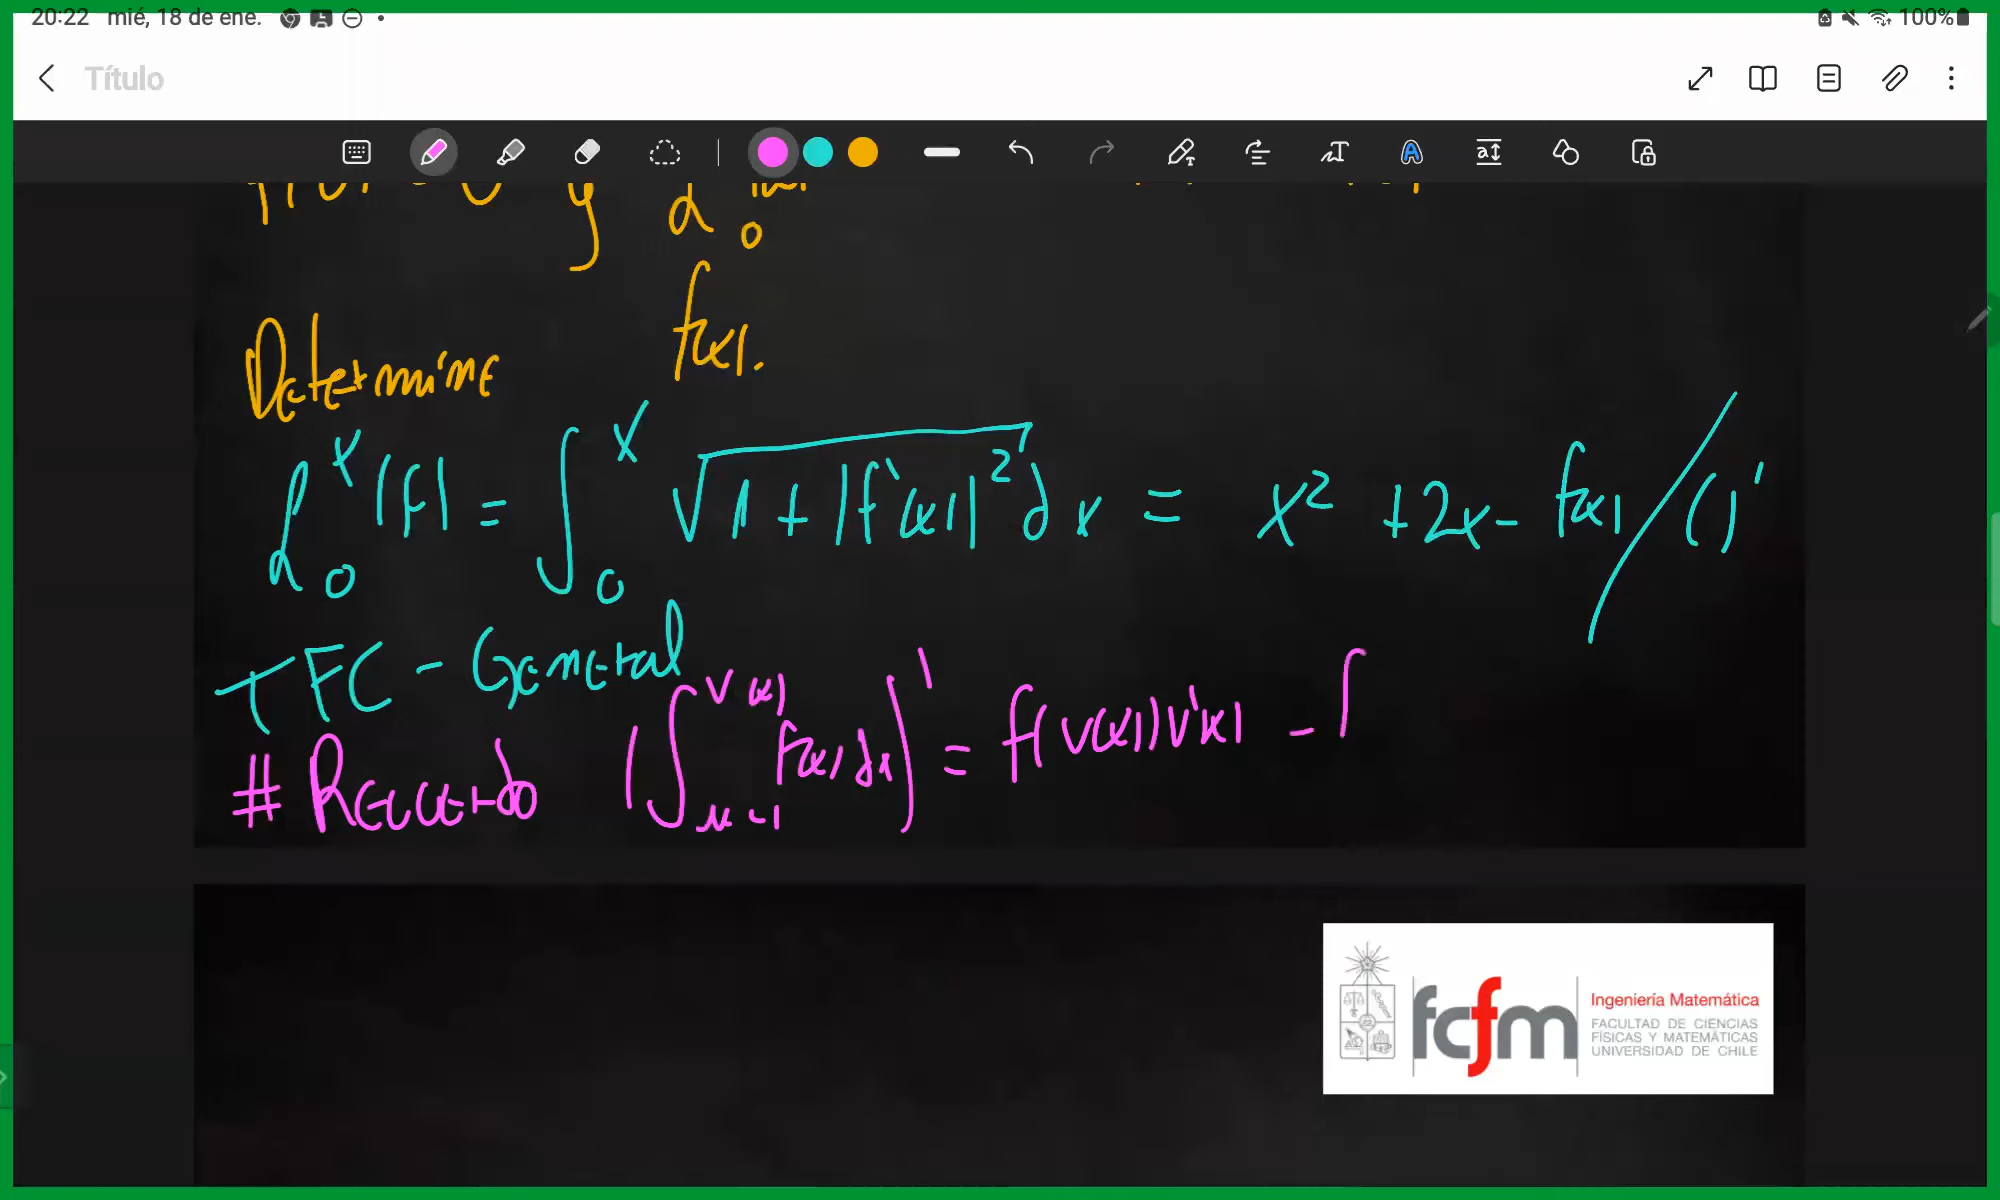 20:22 mié, 18 de ene. 100%
Título
y L 0
Determine f(x).
L₀ˣ(f) = ∫₀ˣ √(1 + (f'(x))²) dx = x² + 2x - f(x) / ( )'
TFC - General
# Recuerdo (∫ᵤ₍ₓ₎ᵛ⁽ˣ⁾ f(x) dx)' = f(v(x)) v'(x) - f
fcfm
Ingeniería Matemática
FACULTAD DE CIENCIAS
FÍSICAS Y MATEMÁTICAS
UNIVERSIDAD DE CHILE